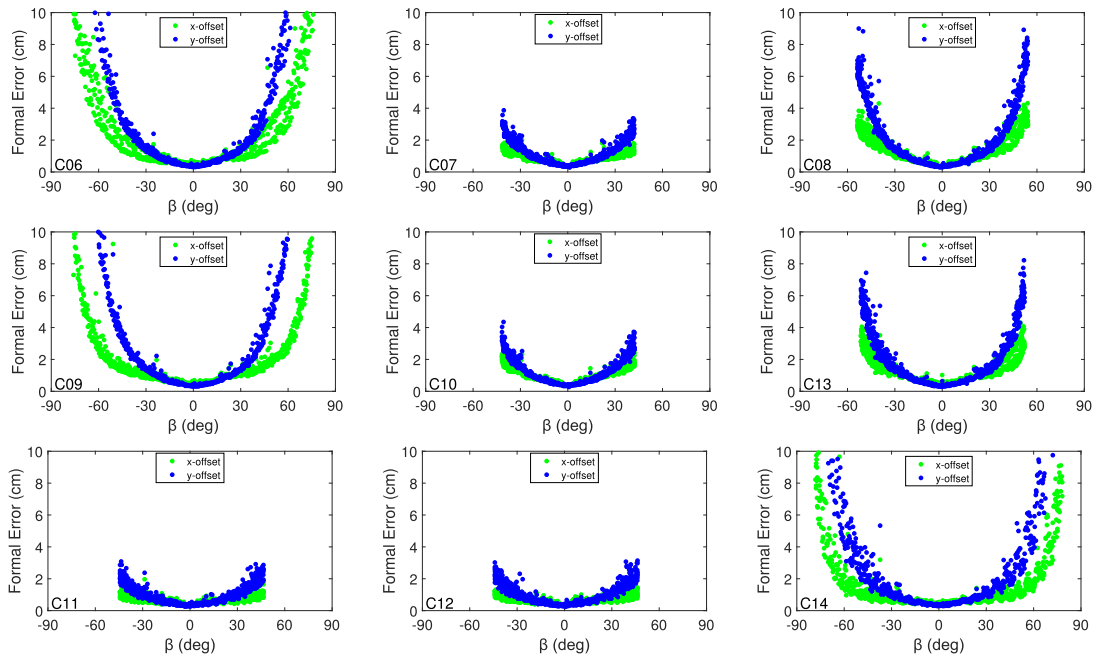 10
8
6
4
2
0
Formal Error (cm)
x-offset
y-offset
C06
-90 -60 -30 0 30 60 90
β (deg)
10
8
6
4
2
0
Formal Error (cm)
x-offset
y-offset
C07
-90 -60 -30 0 30 60 90
β (deg)
10
8
6
4
2
0
Formal Error (cm)
x-offset
y-offset
C08
-90 -60 -30 0 30 60 90
β (deg)
10
8
6
4
2
0
Formal Error (cm)
x-offset
y-offset
C09
-90 -60 -30 0 30 60 90
β (deg)
10
8
6
4
2
0
Formal Error (cm)
x-offset
y-offset
C10
-90 -60 -30 0 30 60 90
β (deg)
10
8
6
4
2
0
Formal Error (cm)
x-offset
y-offset
C13
-90 -60 -30 0 30 60 90
β (deg)
10
8
6
4
2
0
Formal Error (cm)
x-offset
y-offset
C11
-90 -60 -30 0 30 60 90
β (deg)
10
8
6
4
2
0
Formal Error (cm)
x-offset
y-offset
C12
-90 -60 -30 0 30 60 90
β (deg)
10
8
6
4
2
0
Formal Error (cm)
x-offset
y-offset
C14
-90 -60 -30 0 30 60 90
β (deg)